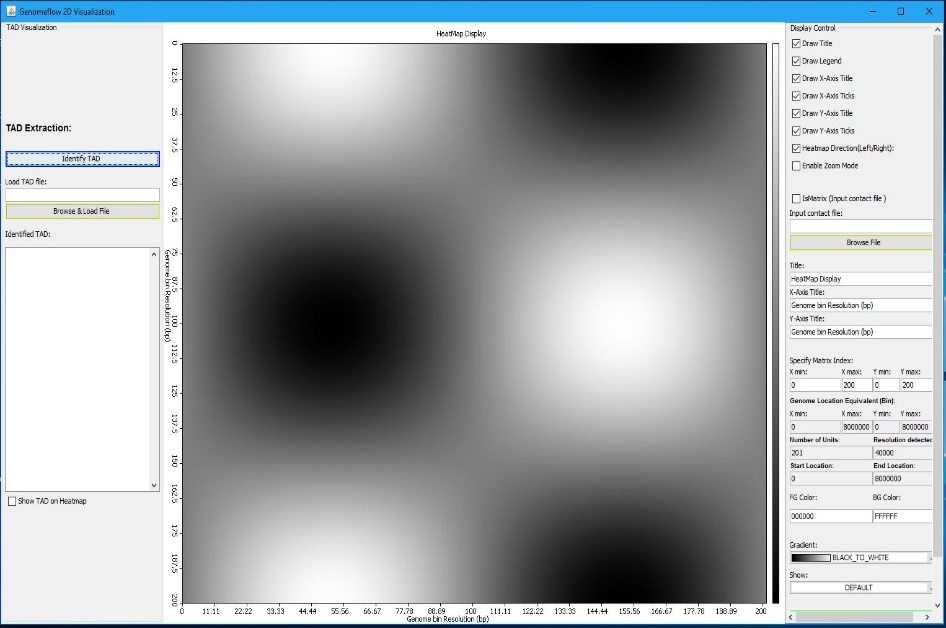 Genomeflow 2D Visualization
TAD Visualization
TAD Extraction:
Identify TAD
Load TAD file:
Browse & Load File
Identified TAD:
Show TAD on Heatmap
HeatMap Display
0
12.5
25
37.5
50
62.5
75
87.5
100
112.5
125
137.5
150
162.5
175
187.5
200
Genome bin Resolution (bp)
0 11.11 22.22 33.33 44.44 55.56 66.67 77.78 88.89 100 111.11 122.22 133.33 144.44 155.56 166.67 177.78 188.89 200
Genome bin Resolution (bp)
Display Control
Draw Title
Draw Legend
Draw X-Axis Title
Draw X-Axis Ticks
Draw Y-Axis Title
Draw Y-Axis Ticks
Heatmap Direction(Left/Right):
Enable Zoom Mode
IsMatrix (Input contact file )
Input contact file:
Browse File
Title:
HeatMap Display
X-Axis Title:
Genome bin Resolution (bp)
Y-Axis Title:
Genome bin Resolution (bp)
Specify Matrix Index:
X min: X max: Y min: Y max:
0 200 0 200
Genome Location Equivalent (Bin):
X min: X max: Y min: Y max:
0 8000000 0 8000000
Number of Units: Resolution detected
201 40000
Start Location: End Location:
0 8000000
FG Color: BG Color:
000000 FFFFFF
Gradient:
BLACK_TO_WHITE
Show:
DEFAULT